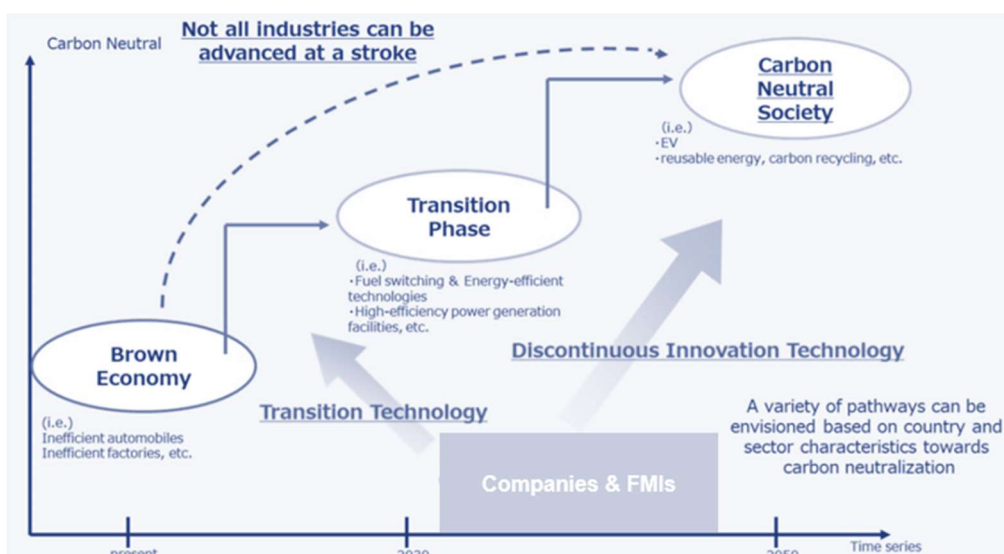 Carbon Neutral
Not all industries can be
advanced at a stroke
Carbon
Neutral
Society
(i.e.)
・EV
・reusable energy, carbon recycling, etc.
Transition
Phase
(i.e.)
・Fuel switching & Energy-efficient
technologies
・High-efficiency power generation
facilities, etc.
Brown
Economy
(i.e.)
Inefficient automobiles
Inefficient factories, etc.
Discontinuous Innovation Technology
Transition Technology
A variety of pathways can be
envisioned based on country and
sector characteristics towards
carbon neutralization
Companies & FMIs
present
2050
Time series